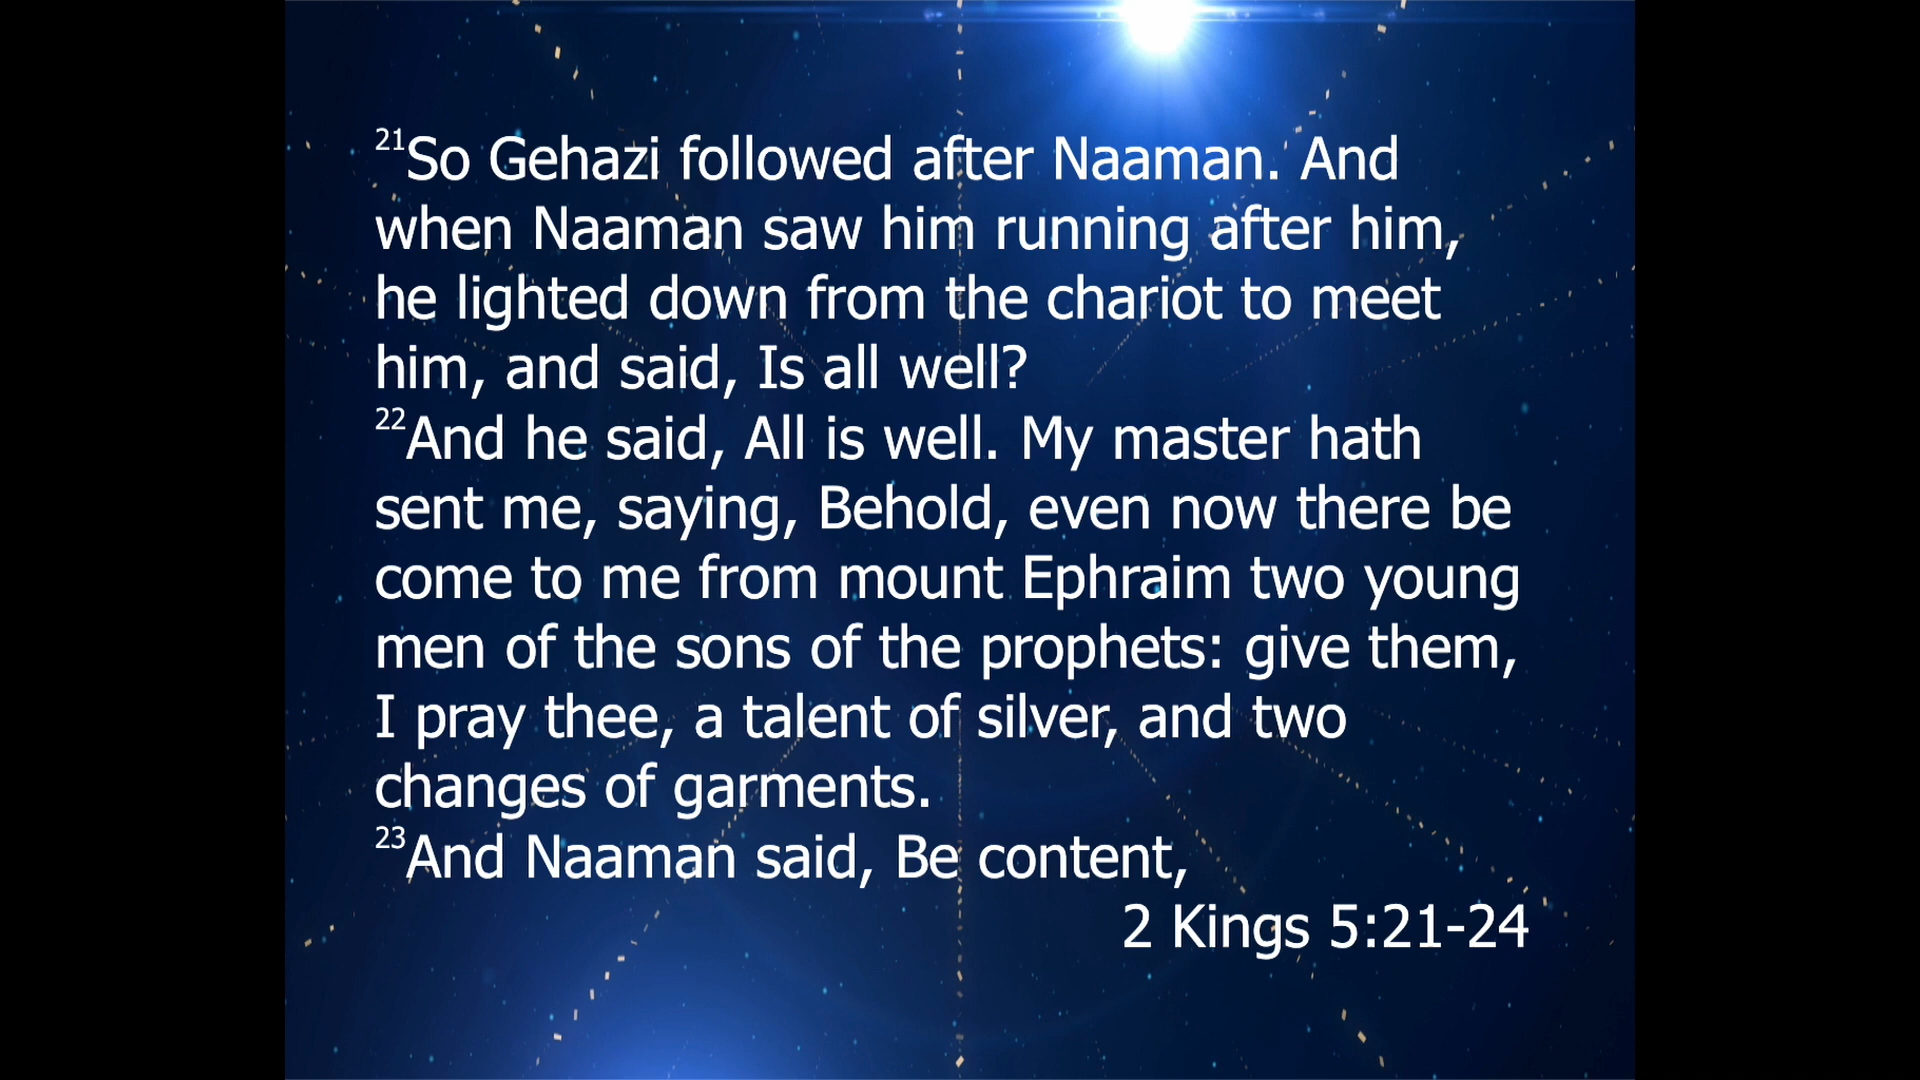 21So Gehazi followed after Naaman. And
when Naaman saw him running after him,
he lighted down from the chariot to meet
him, and said, Is all well?
22And he said, All is well. My master hath
sent me, saying, Behold, even now there be
come to me from mount Ephraim two young
men of the sons of the prophets: give them,
I pray thee, a talent of silver, and two
changes of garments.
23And Naaman said, Be content,
2 Kings 5:21-24